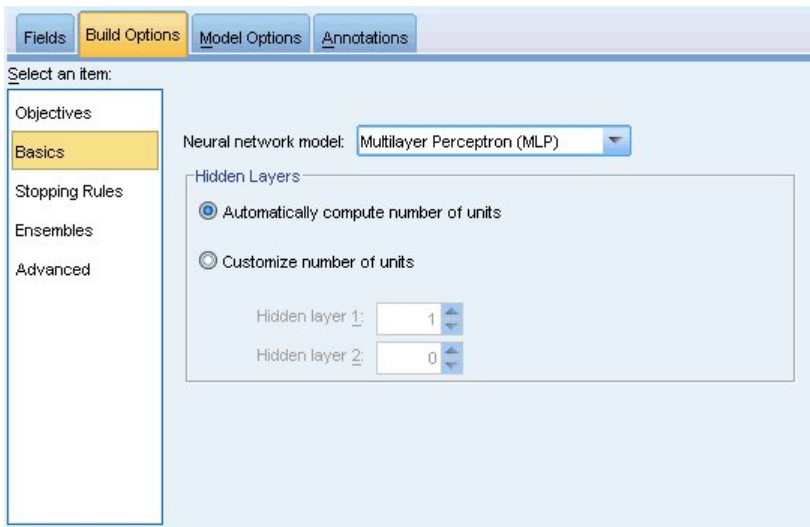 Fields Build Options Model Options Annotations
Select an item:
Objectives
Basics
Stopping Rules
Ensembles
Advanced
Neural network model: Multilayer Perceptron (MLP)
Hidden Layers
Automatically compute number of units
Customize number of units
Hidden layer 1: 1
Hidden layer 2: 0